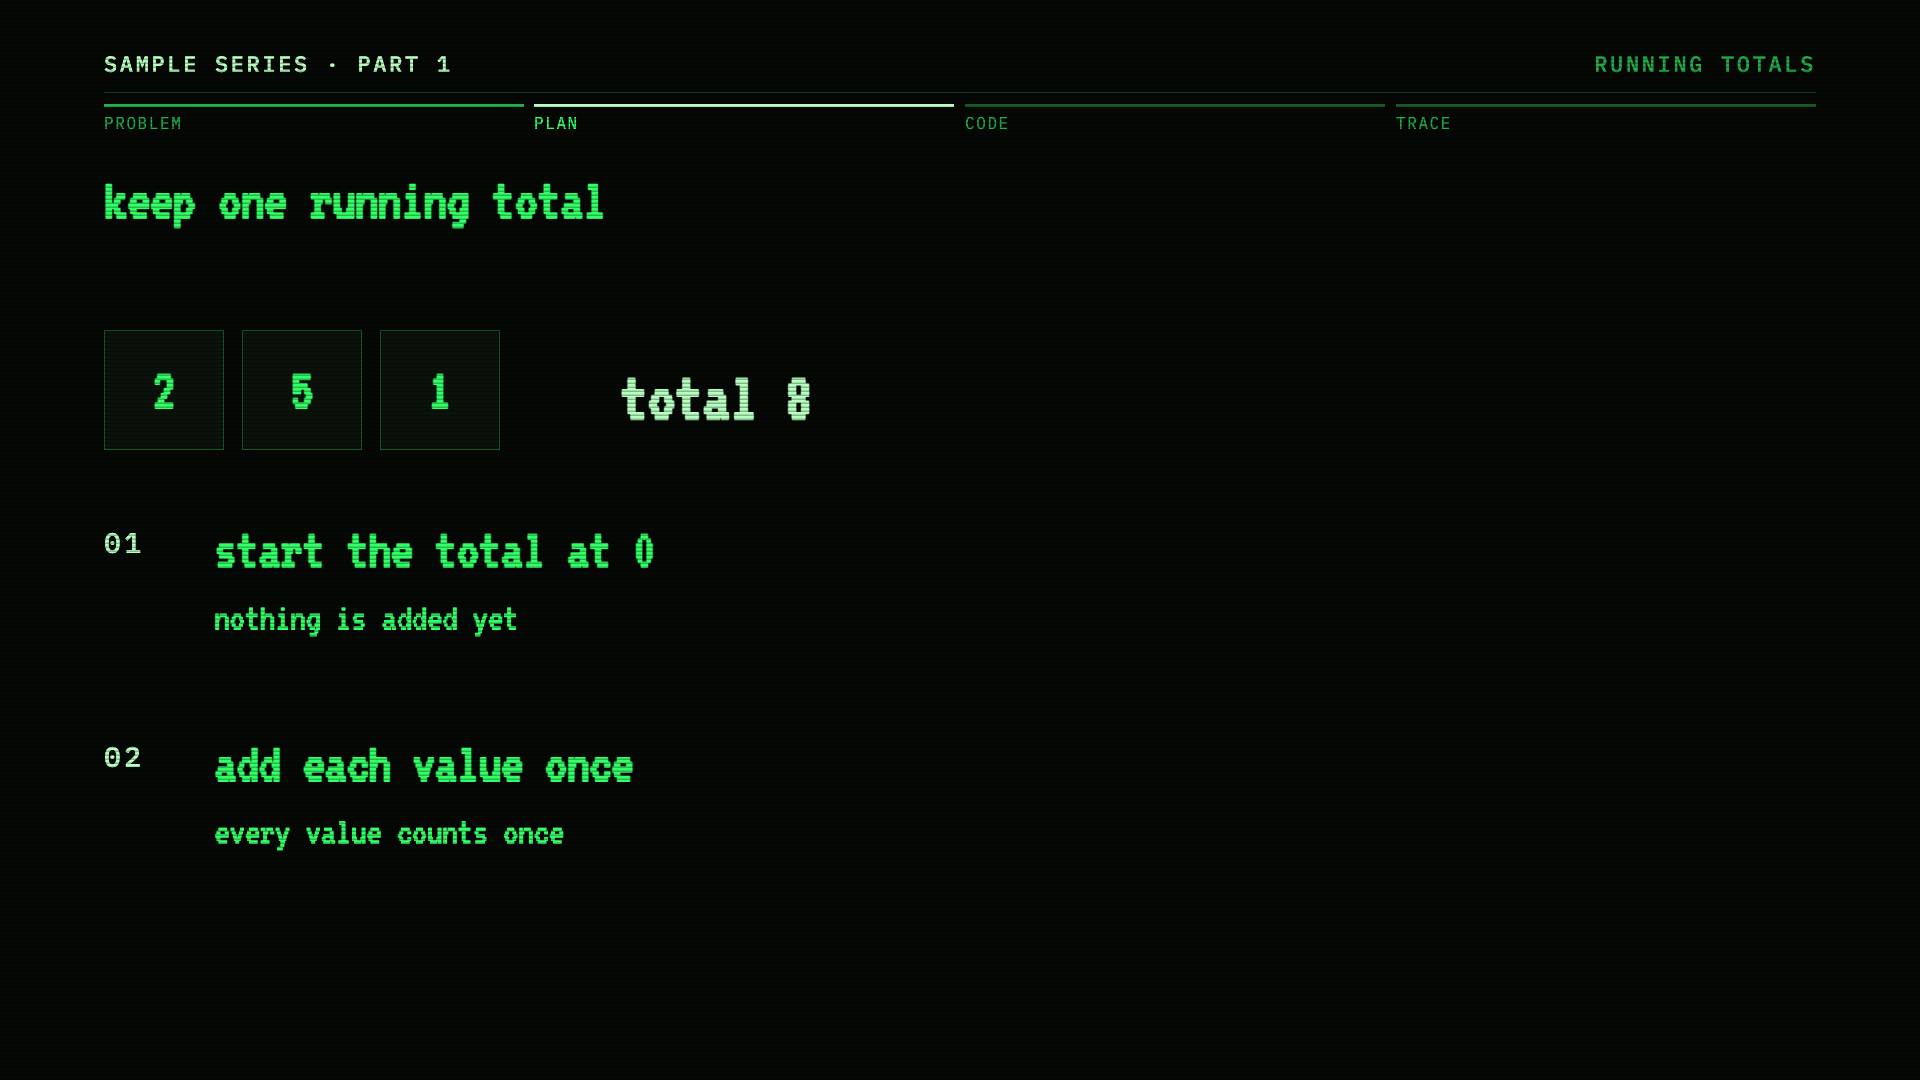 SAMPLE SERIES · PART 1
RUNNING TOTALS
PROBLEM
PLAN
CODE
TRACE
keep one running total
2 5 1
total 8
01 start the total at 0
nothing is added yet
02 add each value once
every value counts once